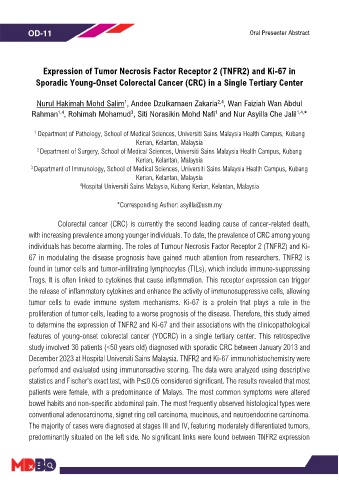 OD-11
Oral Presenter Abstract
Expression of Tumor Necrosis Factor Receptor 2 (TNFR2) and Ki-67 in
Sporadic Young-Onset Colorectal Cancer (CRC) in a Single Tertiary Center
Nurul Hakimah Mohd Salim¹, Andee Dzulkarnaen Zakaria²,⁴, Wan Faiziah Wan Abdul
Rahman¹,⁴, Rohimah Mohamud³, Siti Norasikin Mohd Nafi¹ and Nur Asyilla Che Jalil¹,⁴,*
¹ Department of Pathology, School of Medical Sciences, Universiti Sains Malaysia Health Campus, Kubang
Kerian, Kelantan, Malaysia
² Department of Surgery, School of Medical Sciences, Universiti Sains Malaysia Health Campus, Kubang
Kerian, Kelantan, Malaysia
³ Department of Immunology, School of Medical Sciences, Universiti Sains Malaysia Health Campus, Kubang
Kerian, Kelantan, Malaysia
⁴Hospital Universiti Sains Malaysia, Kubang Kerian, Kelantan, Malaysia
*Corresponding Author: asyilla@usm.my
Colorectal cancer (CRC) is currently the second leading cause of cancer-related death,
with increasing prevalence among younger individuals. To date, the prevalence of CRC among young
individuals has become alarming. The roles of Tumour Necrosis Factor Receptor 2 (TNFR2) and Ki-
67 in modulating the disease prognosis have gained much attention from researchers. TNFR2 is
found in tumor cells and tumor-infiltrating lymphocytes (TILs), which include immune-suppressing
Tregs. It is often linked to cytokines that cause inflammation. This receptor expression can trigger
the release of inflammatory cytokines and enhance the activity of immunosuppressive cells, allowing
tumor cells to evade immune system mechanisms. Ki-67 is a protein that plays a role in the
proliferation of tumor cells, leading to a worse prognosis of the disease. Therefore, this study aimed
to determine the expression of TNFR2 and Ki-67 and their associations with the clinicopathological
features of young-onset colorectal cancer (YOCRC) in a single tertiary center. This retrospective
study involved 36 patients (<50 years old) diagnosed with sporadic CRC between January 2013 and
December 2023 at Hospital Universiti Sains Malaysia. TNFR2 and Ki-67 immunohistochemistry were
performed and evaluated using immunoreactive scoring. The data were analyzed using descriptive
statistics and Fischer's exact test, with P≤0.05 considered significant. The results revealed that most
patients were female, with a predominance of Malays. The most common symptoms were altered
bowel habits and non-specific abdominal pain. The most frequently observed histological types were
conventional adenocarcinoma, signet ring cell carcinoma, mucinous, and neuroendocrine carcinoma.
The majority of cases were diagnosed at stages III and IV, featuring moderately differentiated tumors,
predominantly situated on the left side. No significant links were found between TNFR2 expression